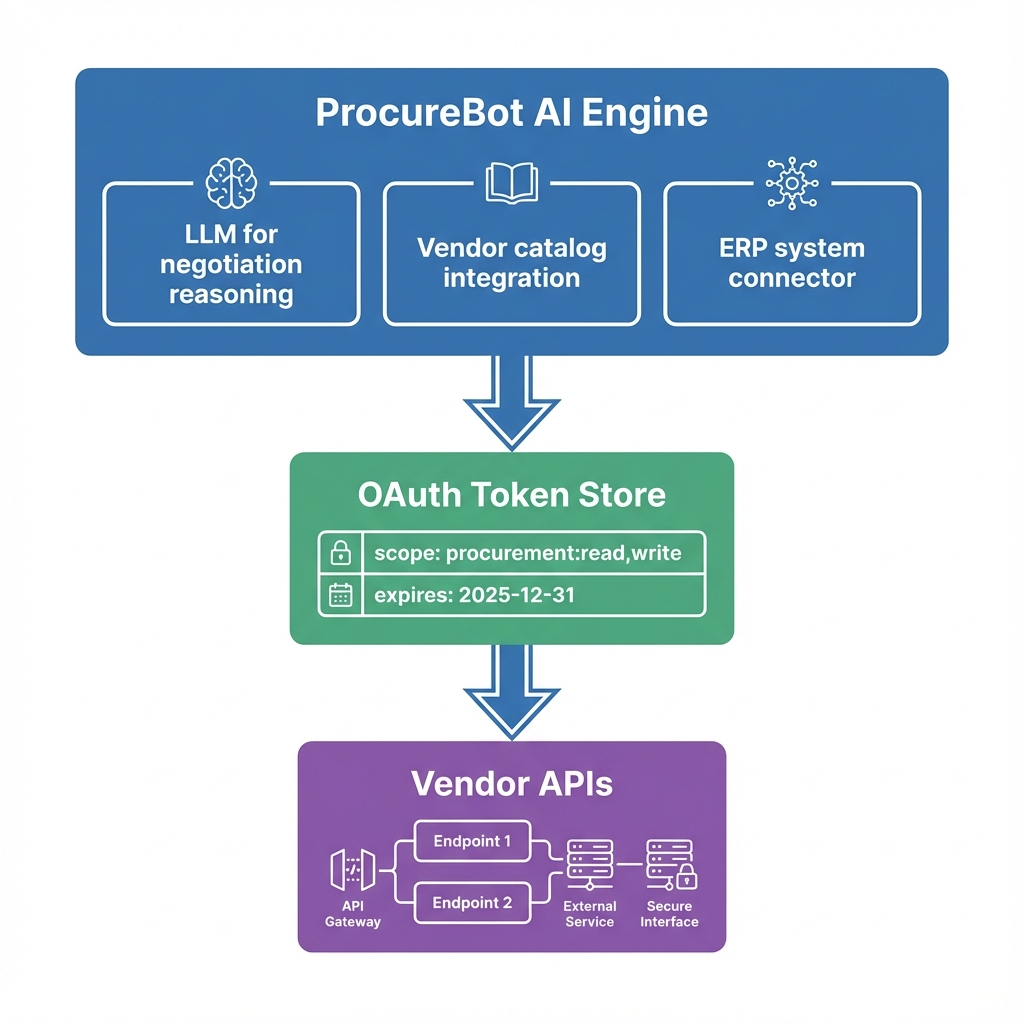 ProcureBot AI Engine
LLM for
negotiation
reasoning
Vendor catalog
integration
ERP system
connector
OAuth Token Store
scope: procurement:read,write
expires: 2025-12-31
Vendor APIs
Endpoint 1
Endpoint 2
API
Gateway
External
Service
Secure
Interface